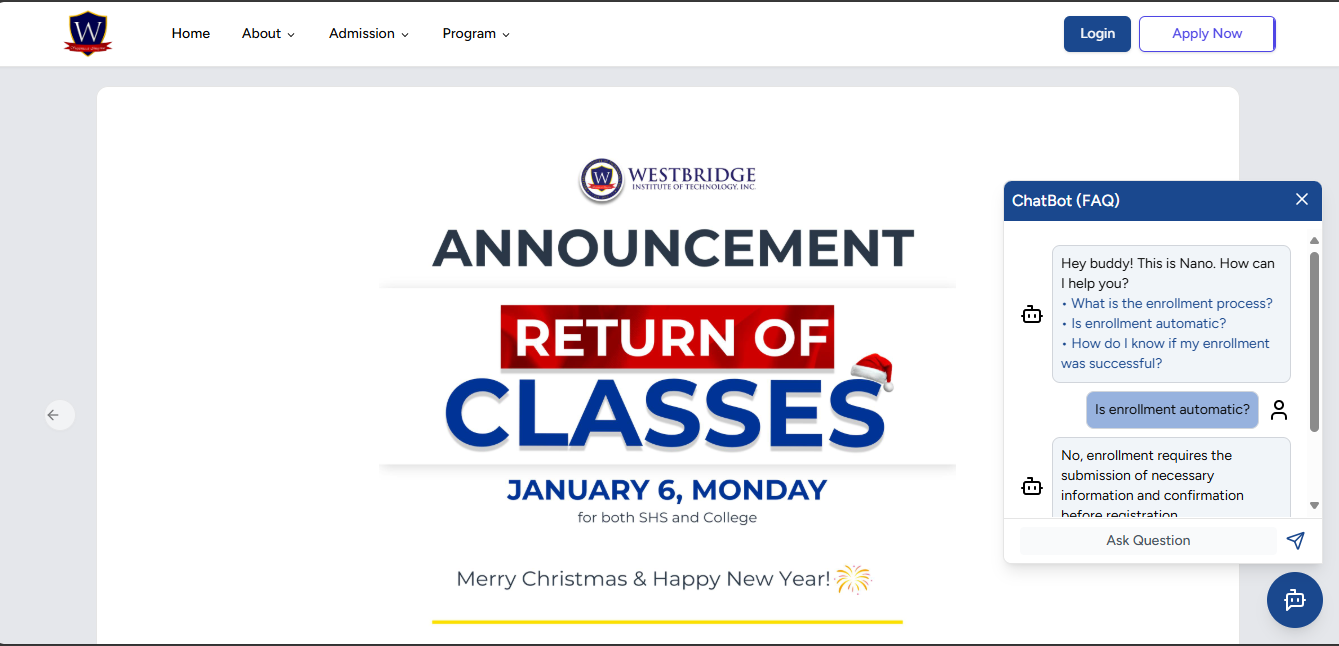 W
Home
About
Admission
Program
Login
Apply Now
W
WESTBRIDGE
INSTITUTE OF TECHNOLOGY, INC.
ANNOUNCEMENT
RETURN OF
CLASSES
JANUARY 6, MONDAY
for both SHS and College
Merry Christmas & Happy New Year!
ChatBot (FAQ)
Hey buddy! This is Nano. How can
I help you?
• What is the enrollment process?
• Is enrollment automatic?
• How do I know if my enrollment
was successful?
Is enrollment automatic?
No, enrollment requires the
submission of necessary
information and confirmation
before registration
Ask Question